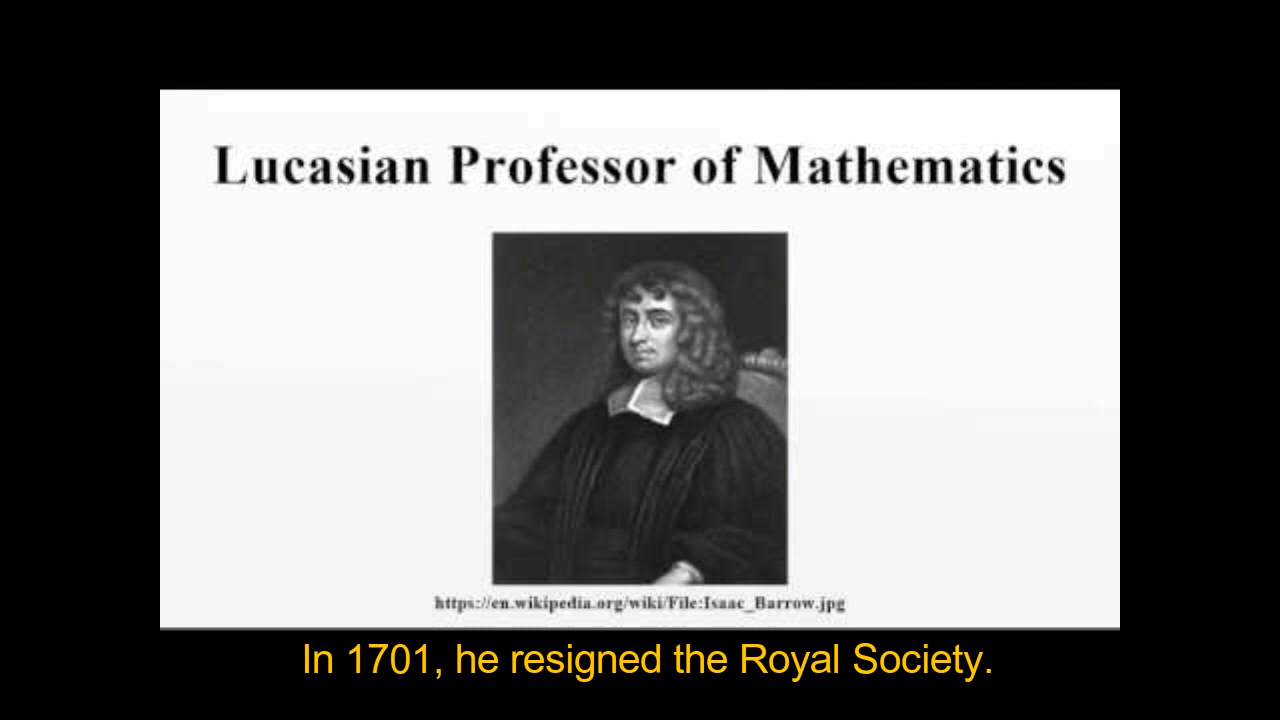 Lucasian Professor of Mathematics
https://en.wikipedia.org/wiki/File:Isaac_Barrow.jpg
In 1701, he resigned the Royal Society.